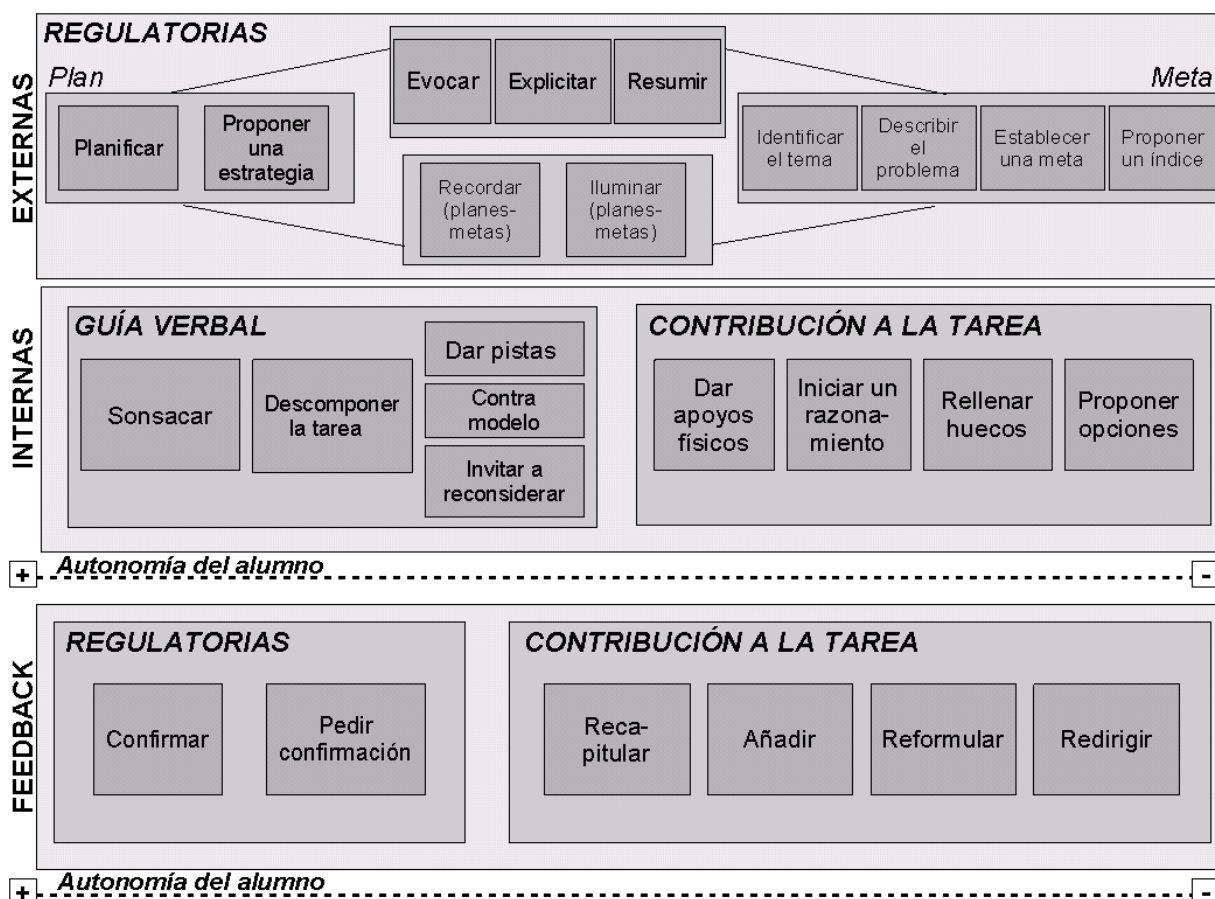 EXTERNAS
REGULATORIAS
Plan
Meta
Planificar
Proponer
una
estrategia
Evocar
Explicitar
Resumir
Recordar
(planes-
metas)
Iluminar
(planes-
metas)
Identificar
el tema
Describir
el
problema
Establecer
una meta
Proponer
un índice
INTERNAS
GUÍA VERBAL
Sonsacar
Descomponer
la tarea
Dar pistas
Contra
modelo
Invitar a
reconsiderar
CONTRIBUCIÓN A LA TAREA
Dar
apoyos
físicos
Iniciar un
razona-
miento
Rellenar
huecos
Proponer
opciones
+
Autonomía del alumno
-
FEEDBACK
REGULATORIAS
Confirmar
Pedir
confirmación
CONTRIBUCIÓN A LA TAREA
Reca-
pitular
Añadir
Reformular
Redirigir
+
Autonomía del alumno
-